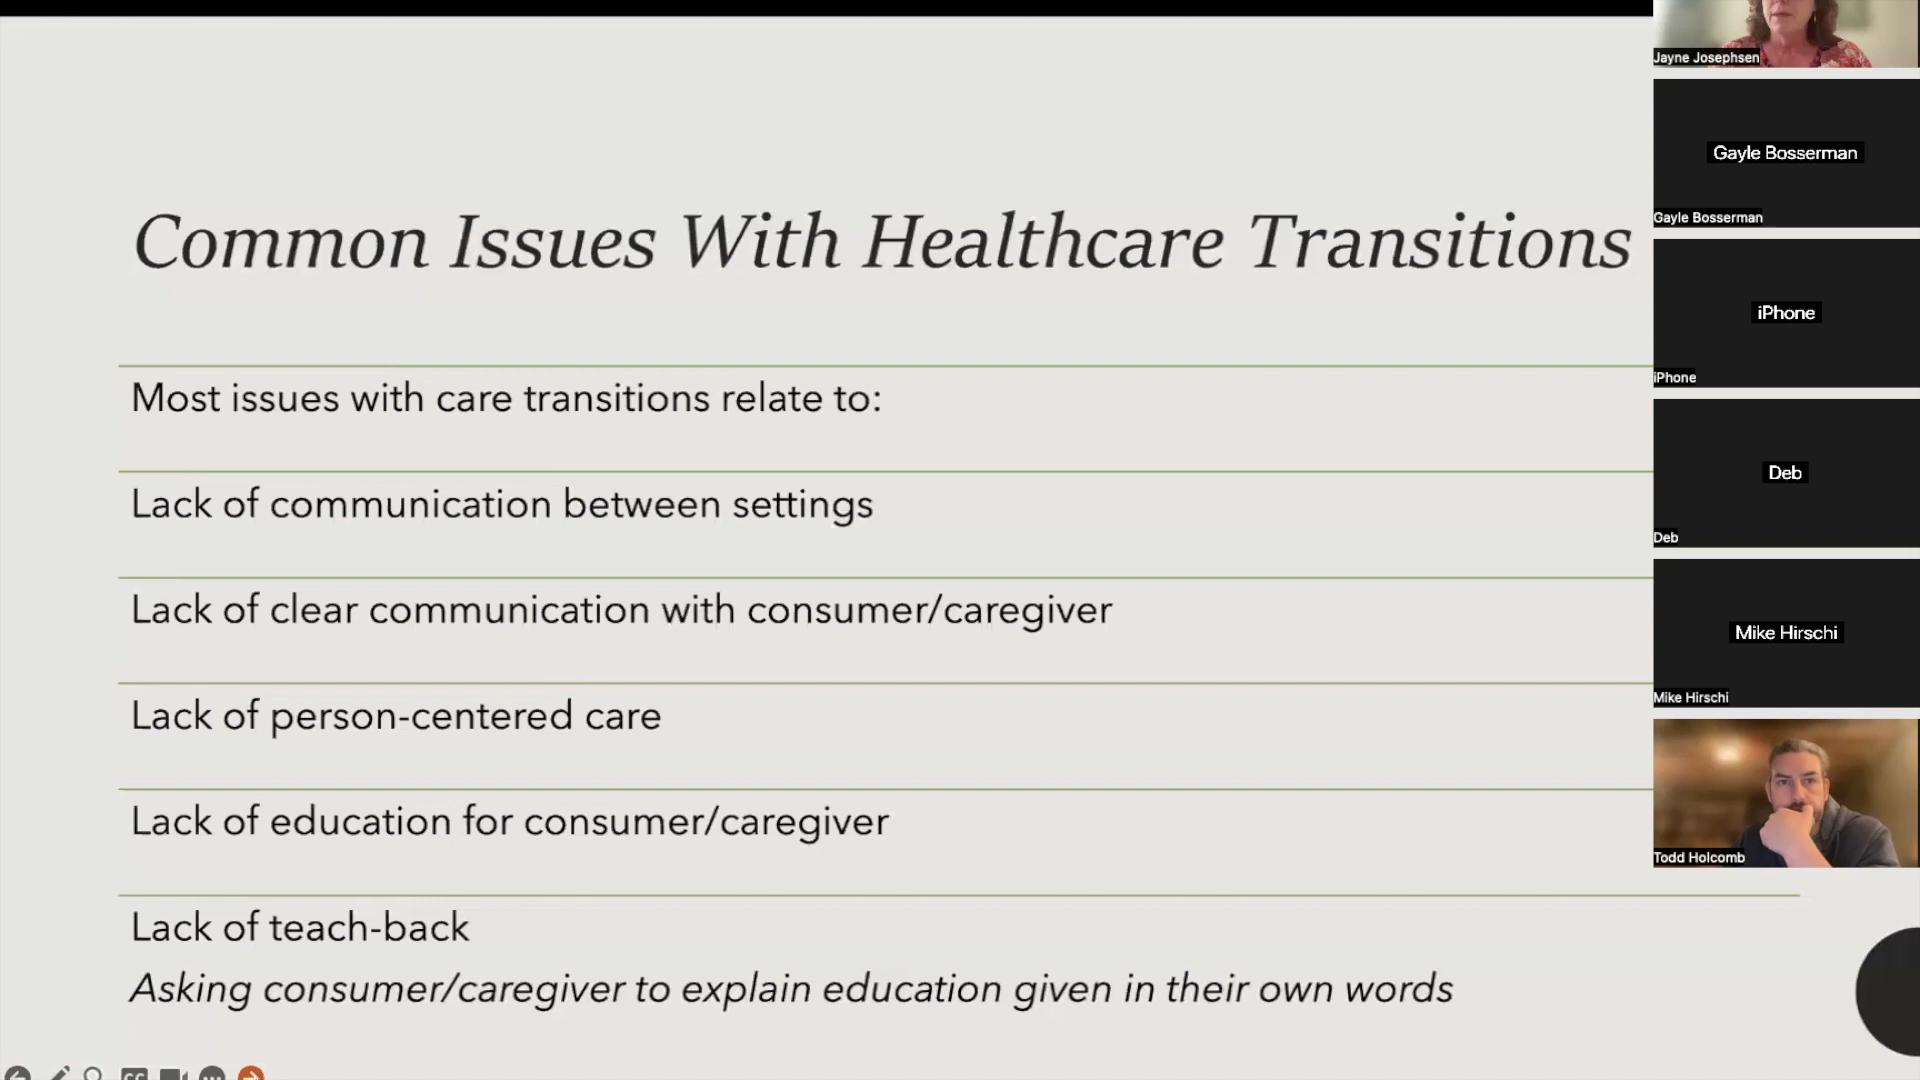 Common Issues With Healthcare Transitions
Most issues with care transitions relate to:
Lack of communication between settings
Lack of clear communication with consumer/caregiver
Lack of person-centered care
Lack of education for consumer/caregiver
Lack of teach-back
Asking consumer/caregiver to explain education given in their own words
Jayne Josephsen
Gayle Bosserman
Gayle Bosserman
iPhone
iPhone
Deb
Deb
Mike Hirschi
Mike Hirschi
Todd Holcomb
CC